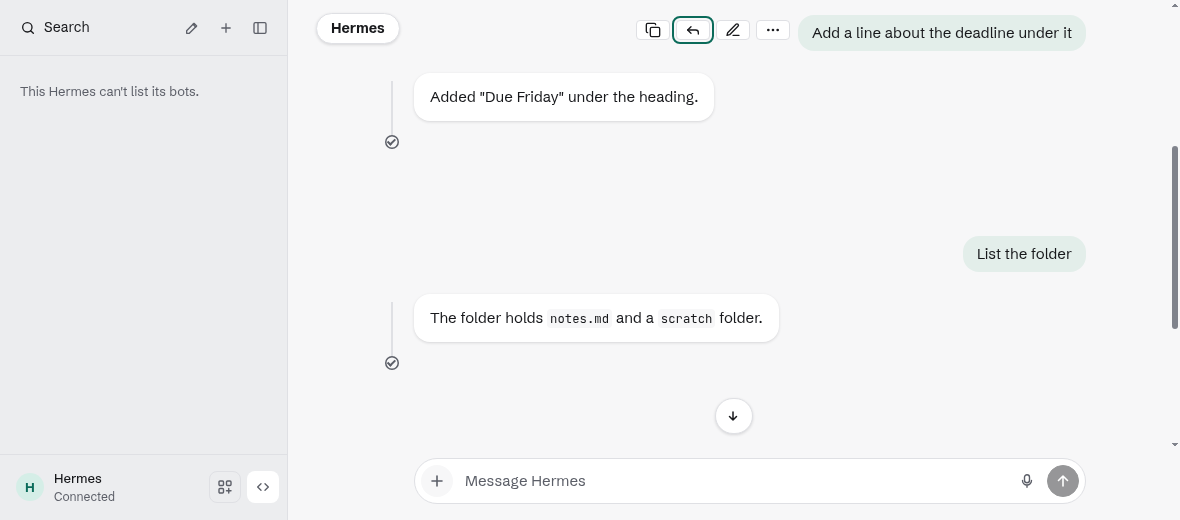 Search
This Hermes can't list its bots.
Hermes
Connected
H
Hermes
Add a line about the deadline under it
Added "Due Friday" under the heading.
List the folder
The folder holds notes.md and a scratch folder.
Message Hermes